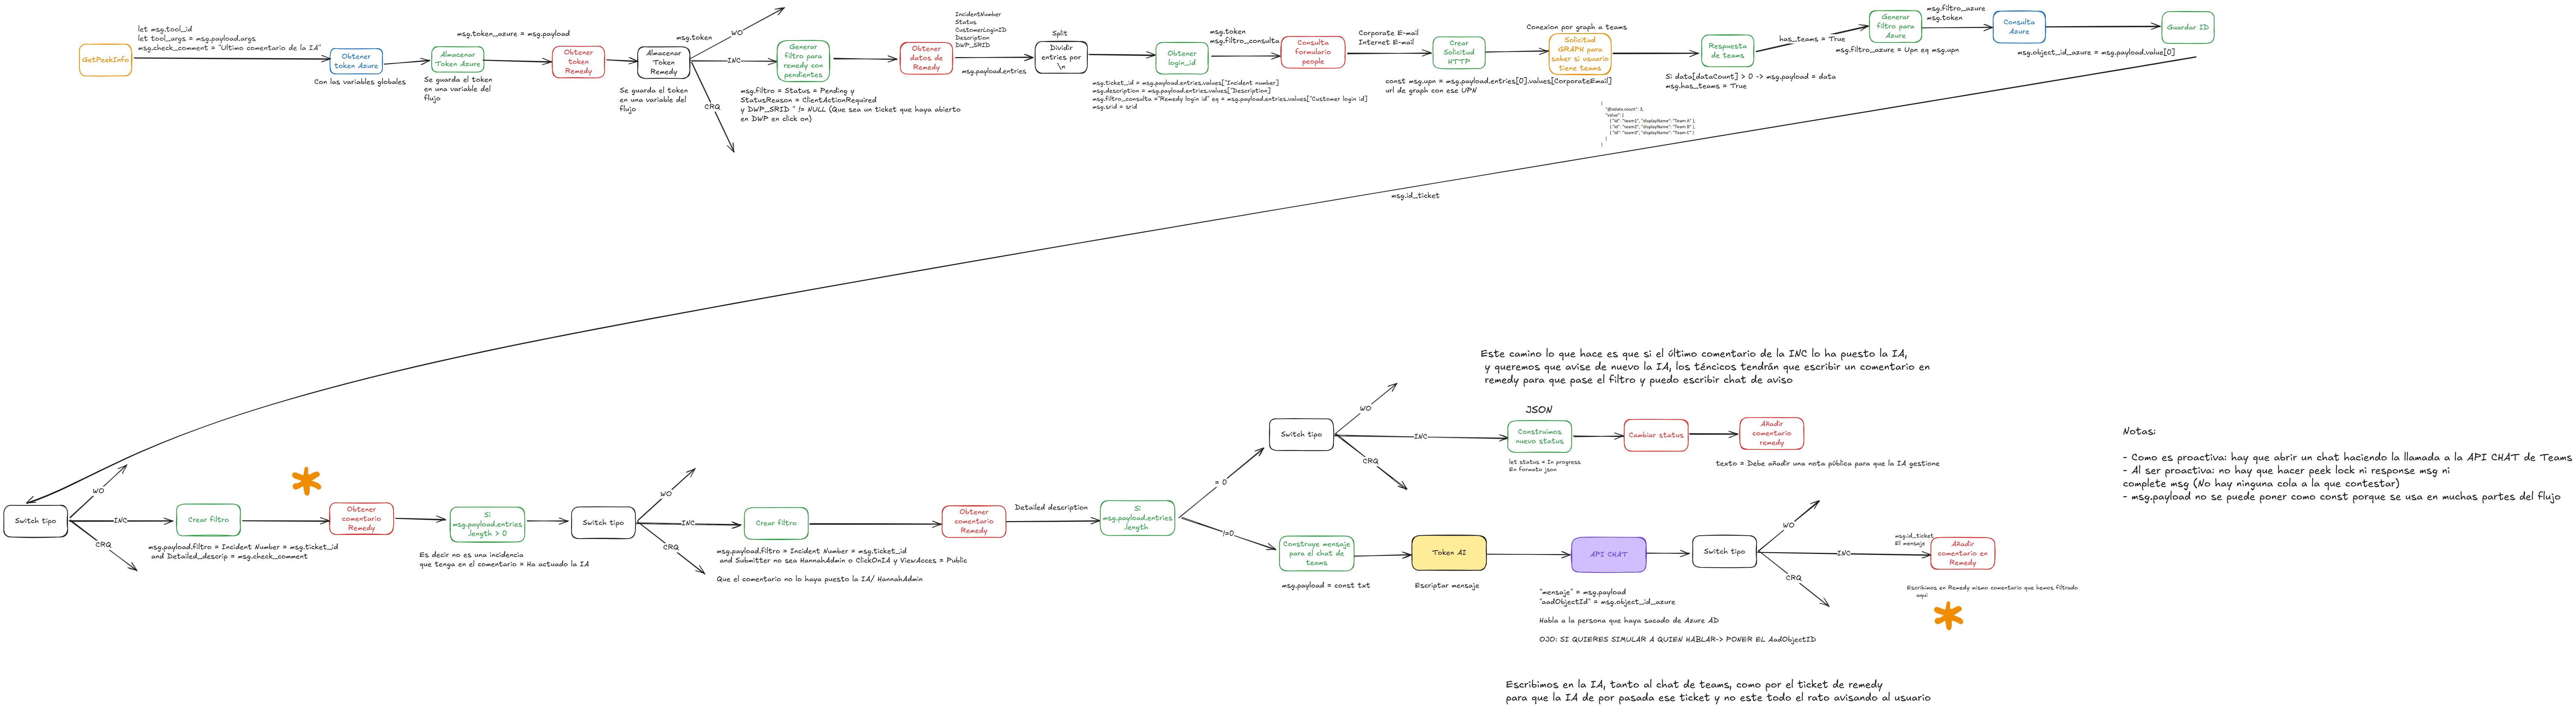 GetPeekInfo
let msg.tool_id
let tool_args = msg.payload.args
msg.check_comment = "Ultimo comentario de la IA"
Obtener
token Azure
Con las variables globales
Almacenar
Token Azure
Se guarda el token
en una variable del
flujo
msg.token_azure = msg.payload
Obtener
token
Remedy
Almacenar
Token
Remedy
Se guarda el token
en una variable del
flujo
msg.token
WO
INC
CRQ
Generar
filtro para
remedy con
pendientes
msg.filtro = Status = Pending y
StatusReason = ClientActionRequired
y DWP_SRID " != NULL (Que sea un ticket que haya abierto
en DWP en click on)
Obtener
datos de
Remedy
IncidentNumber
Status
CustomerLoginID
Description
DWP_SRID
msg.payload.entries
Split
Dividir
entries por
\n
Obtener
login_id
msg.ticket_id = msg.payload.entries.values["Incident number]
msg.description = msg.payload.entries.values["Description]
msg.filtro_consulta ="Remedy login id" eq = msg.payload.entries.values["Customer login id]
msg.srid = srid
msg.token
msg.filtro_consulta
Consulta
formulario
people
Corporate E-mail
Internet E-mail
Crear
Solicitud
HTTP
const msg.upn = msg.payload.entries[0].values[CorporateEmail]
url de graph con ese UPN
Conexion por graph a teams
Solicitud
GRAPH para
saber si usuario
tiene teams
Respuesta
de teams
Si data[dataCount] > 0 -> msg.payload = data
msg.has_teams = True
{
"@odata.count": 3,
"value": [
{ "id": "team1", "displayName": "Team A" },
{ "id": "team2", "displayName": "Team B" },
{ "id": "team3", "displayName": "Team C" }
]
}
has_teams = True
Generar
filtro para
Azure
msg.filtro_azure = Upn eq msg.upn
msg.filtro_azure
msg.token
Consulta
Azure
msg.object_id_azure = msg.payload.value[0]
Guardar ID
msg.id_ticket
Switch tipo
WO
INC
CRQ
Crear filtro
msg.payload.filtro = Incident Number = msg.ticket_id
and Detailed_descrip = msg.check_comment
Obtener
comentario
Remedy
Si
msg.payload.entries
.length > 0
Es decir no es una incidencia
que tenga en el comentario = Ha actuado la IA
Switch tipo
WO
INC
CRQ
Crear filtro
msg.payload.filtro = Incident Number = msg.ticket_id
and Submitter no sea HannahAdmin o ClickOnIA y ViewAcces = Public
Que el comentario no lo haya puesto la IA/ HannahAdmin
Obtener
comentario
Remedy
Detailed description
Si
msg.payload.entries
.length
= 0
!=0
Este camino lo que hace es que si el último comentario de la INC lo ha puesto la IA,
y queremos que avise de nuevo la IA, los téncicos tendrán que escribir un comentario en
remedy para que pase el filtro y puedo escribir chat de aviso
Switch tipo
WO
INC
CRQ
JSON
Construimos
nuevo status
let status = In progress
En formato json
Cambiar status
Añadir
comentario
remedy
texto = Debe añadir una nota pública para que la IA gestione
Construye mensaje
para el chat de
teams
msg.payload = const txt
Token AI
Escriptar mensaje
API CHAT
"mensaje" = msg.payload
"aadObjectId" = msg.object_id_azure
Habla a la persona que haya sacado de Azure AD
OJO: SI QUIERES SIMULAR A QUIEN HABLAR-> PONER EL AadObjectID
Switch tipo
WO
INC
CRQ
msg.id_ticket
El mensaje
Añadir
comentario en
Remedy
Escribimos en Remedy mismo comentario que hemos filtrado
aqui
Escribimos en la IA, tanto al chat de teams, como por el ticket de remedy
para que la IA de por pasada ese ticket y no este todo el rato avisando al usuario
Notas:
- Como es proactiva: hay que abrir un chat haciendo la llamada a la API CHAT de Teams
- Al ser proactiva: no hay que hacer peek lock ni response msg ni
complete msg (No hay ninguna cola a la que contestar)
- msg.payload no se puede poner como const porque se usa en muchas partes del flujo